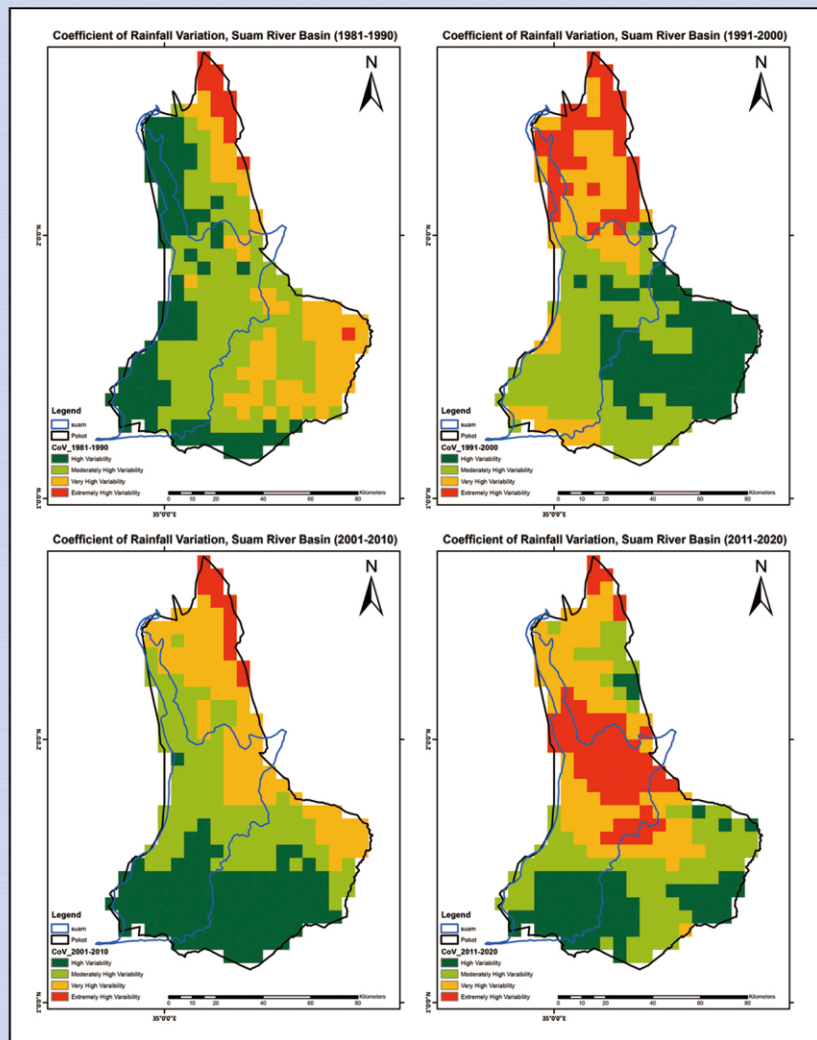 Coefficient of Rainfall Variation, Suam River Basin (1981-1990)
N
2°0'0"N
Legend
suam
Pokot
CoV_1981-1990
High Variability
Moderately High Variability
Very High Variability
Extremely High Variability
Kilometers
0 5 10 20 40 60 80
1°0'0"N
35°0'0"E
Coefficient of Rainfall Variation, Suam River Basin (1991-2000)
N
2°0'0"N
Legend
suam
Pokot
CoV_1991-2000
High Variability
Moderately High Variability
Very High Variability
Extremely High Variability
Kilometers
0 5 10 20 40 60 80
1°0'0"N
35°0'0"E
Coefficient of Rainfall Variation, Suam River Basin (2001-2010)
N
2°0'0"N
Legend
suam
Pokot
CoV_2001-2010
High Variability
Moderately High Variability
Very High Variability
Extremely High Variability
Kilometers
0 5 10 20 40 60 80
1°0'0"N
35°0'0"E
Coefficient of Rainfall Variation, Suam River Basin (2011-2020)
N
2°0'0"N
Legend
suam
Pokot
CoV_2011-2020
High Variability
Moderately High Variability
Very High Variability
Extremely High Variability
Kilometers
0 5 10 20 40 60 80
1°0'0"N
35°0'0"E